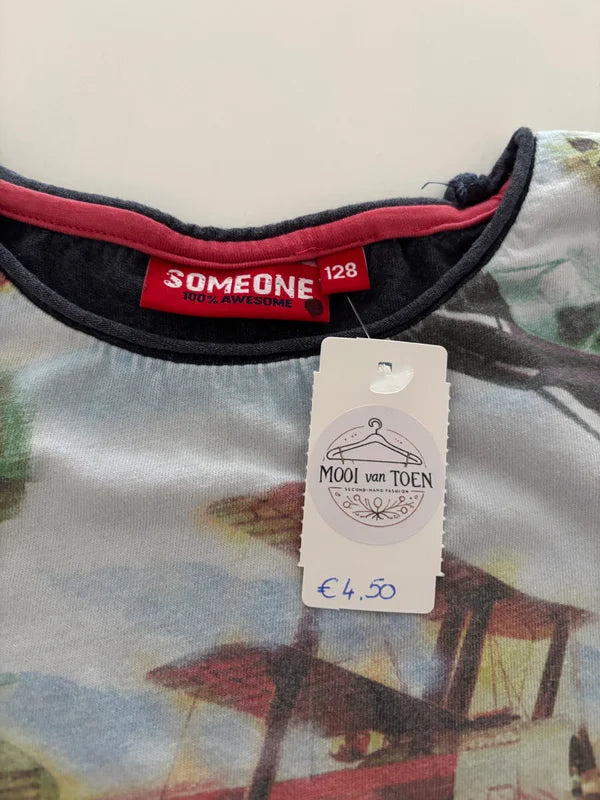 SOMEONE
100% AWESOME
128
MOOI van TOEN
SECOND-HAND FASHION
€4,50